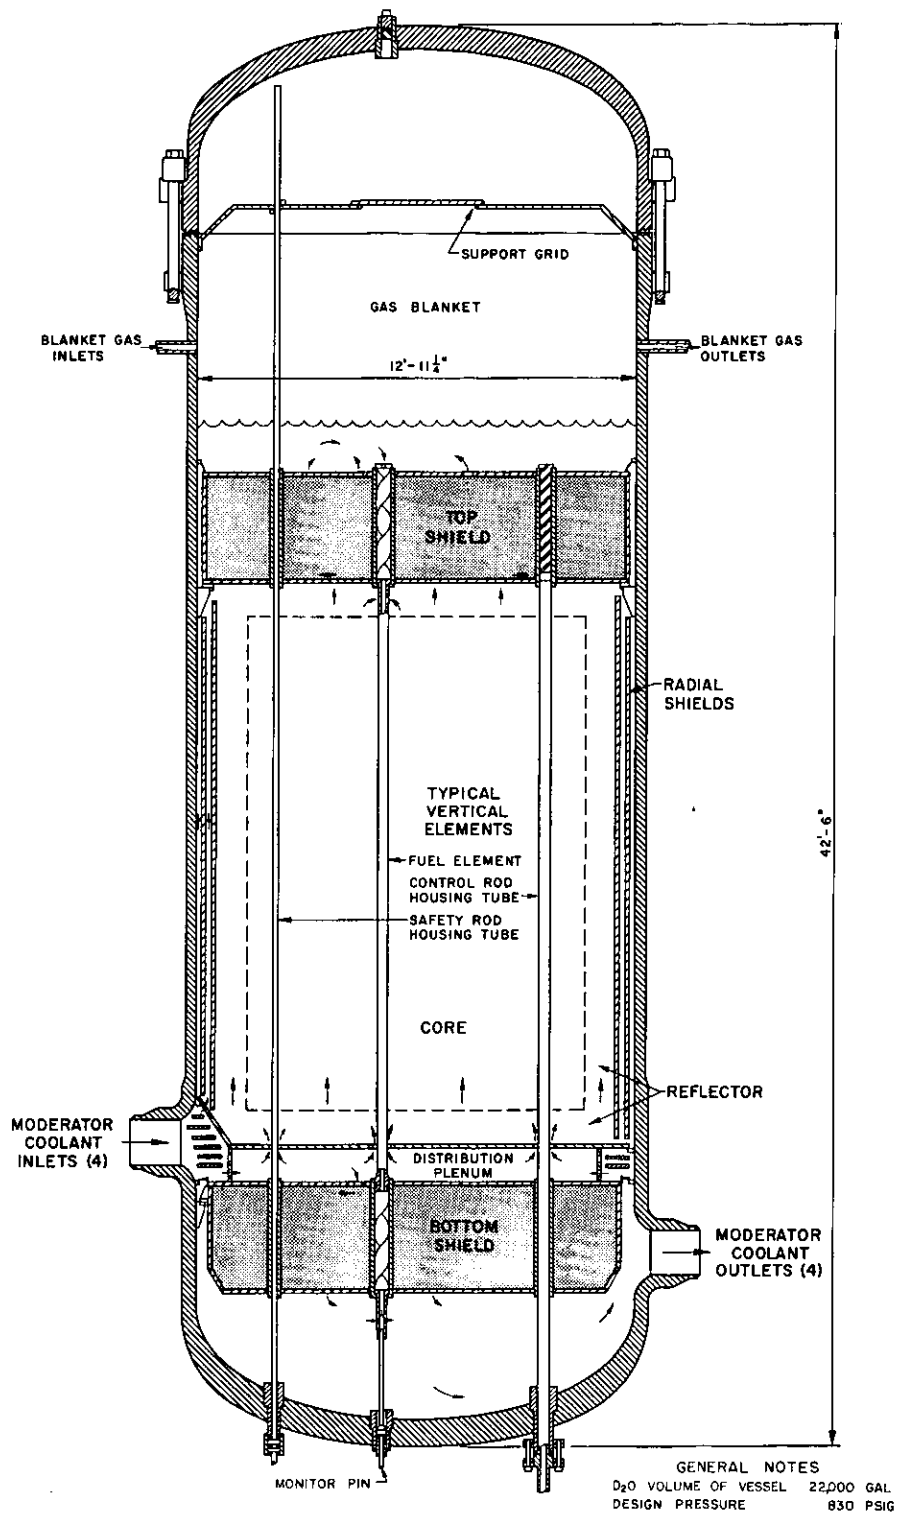 SUPPORT GRID
GAS BLANKET
BLANKET GAS
INLETS
BLANKET GAS
OUTLETS
12'-11 1/4"
TOP
SHIELD
RADIAL
SHIELDS
TYPICAL
VERTICAL
ELEMENTS
42'-6"
FUEL ELEMENT
CONTROL ROD
HOUSING TUBE
SAFETY ROD
HOUSING TUBE
CORE
REFLECTOR
MODERATOR
COOLANT
INLETS (4)
DISTRIBUTION
PLENUM
BOTTOM
SHIELD
MODERATOR
COOLANT
OUTLETS (4)
MONITOR PIN
GENERAL NOTES
D2O VOLUME OF VESSEL 22,000 GAL
DESIGN PRESSURE 830 PSIG